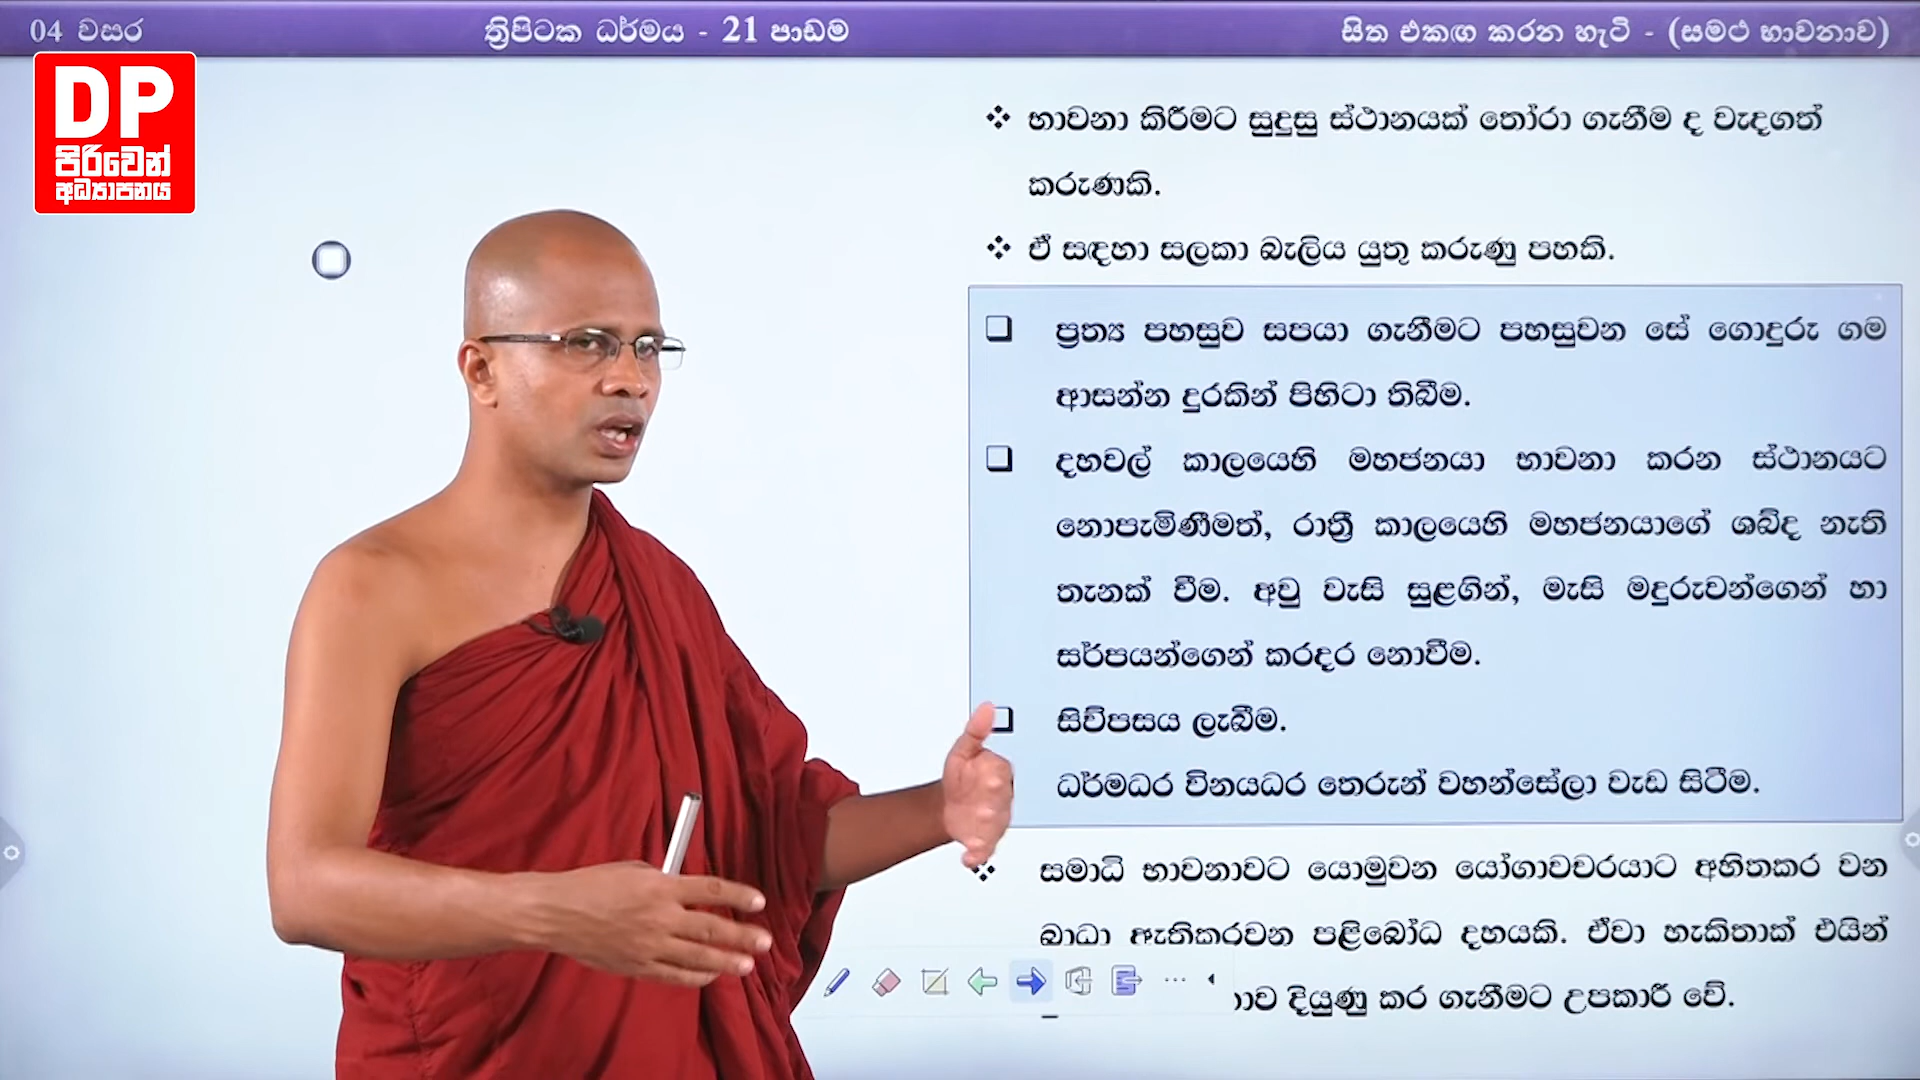 04 වසර
ත්‍රිපිටක ධර්මය - 21 පාඩම
සිත එකඟ කරන හැටි - (සමථ භාවනාව)
DP
පිරිවෙන්
අධ්‍යාපනය
භාවනා කිරීමට සුදුසු ස්ථානයක් තෝරා ගැනීම ද වැදගත්
කරුණකි.
ඒ සඳහා සලකා බැලිය යුතු කරුණු පහකි.
ප්‍රත්‍ය පහසුව සපයා ගැනීමට පහසුවන සේ ගොදුරු ගම
ආසන්න දුරකින් පිහිටා තිබීම.
දහවල් කාලයෙහි මහජනයා භාවනා කරන ස්ථානයට
නොපැමිණීමත්, රාත්‍රී කාලයෙහි මහජනයාගේ ශබ්ද නැති
තැනක් වීම. අවු වැසි සුළගින්, මැසි මදුරුවන්ගෙන් හා
සර්පයන්ගෙන් කරදර නොවීම.
සිව්පසය ලැබීම.
ධර්මධර විනයධර තෙරුන් වහන්සේලා වැඩ සිටීම.
සමාධි භාවනාවට යොමුවන යෝගාවචරයාට අහිතකර වන
බාධා ඇතිකරවන පළිබෝධ දහයකි. ඒවා හැකිතාක් එයින්
දියුණු කර ගැනීමට උපකාරී වේ.